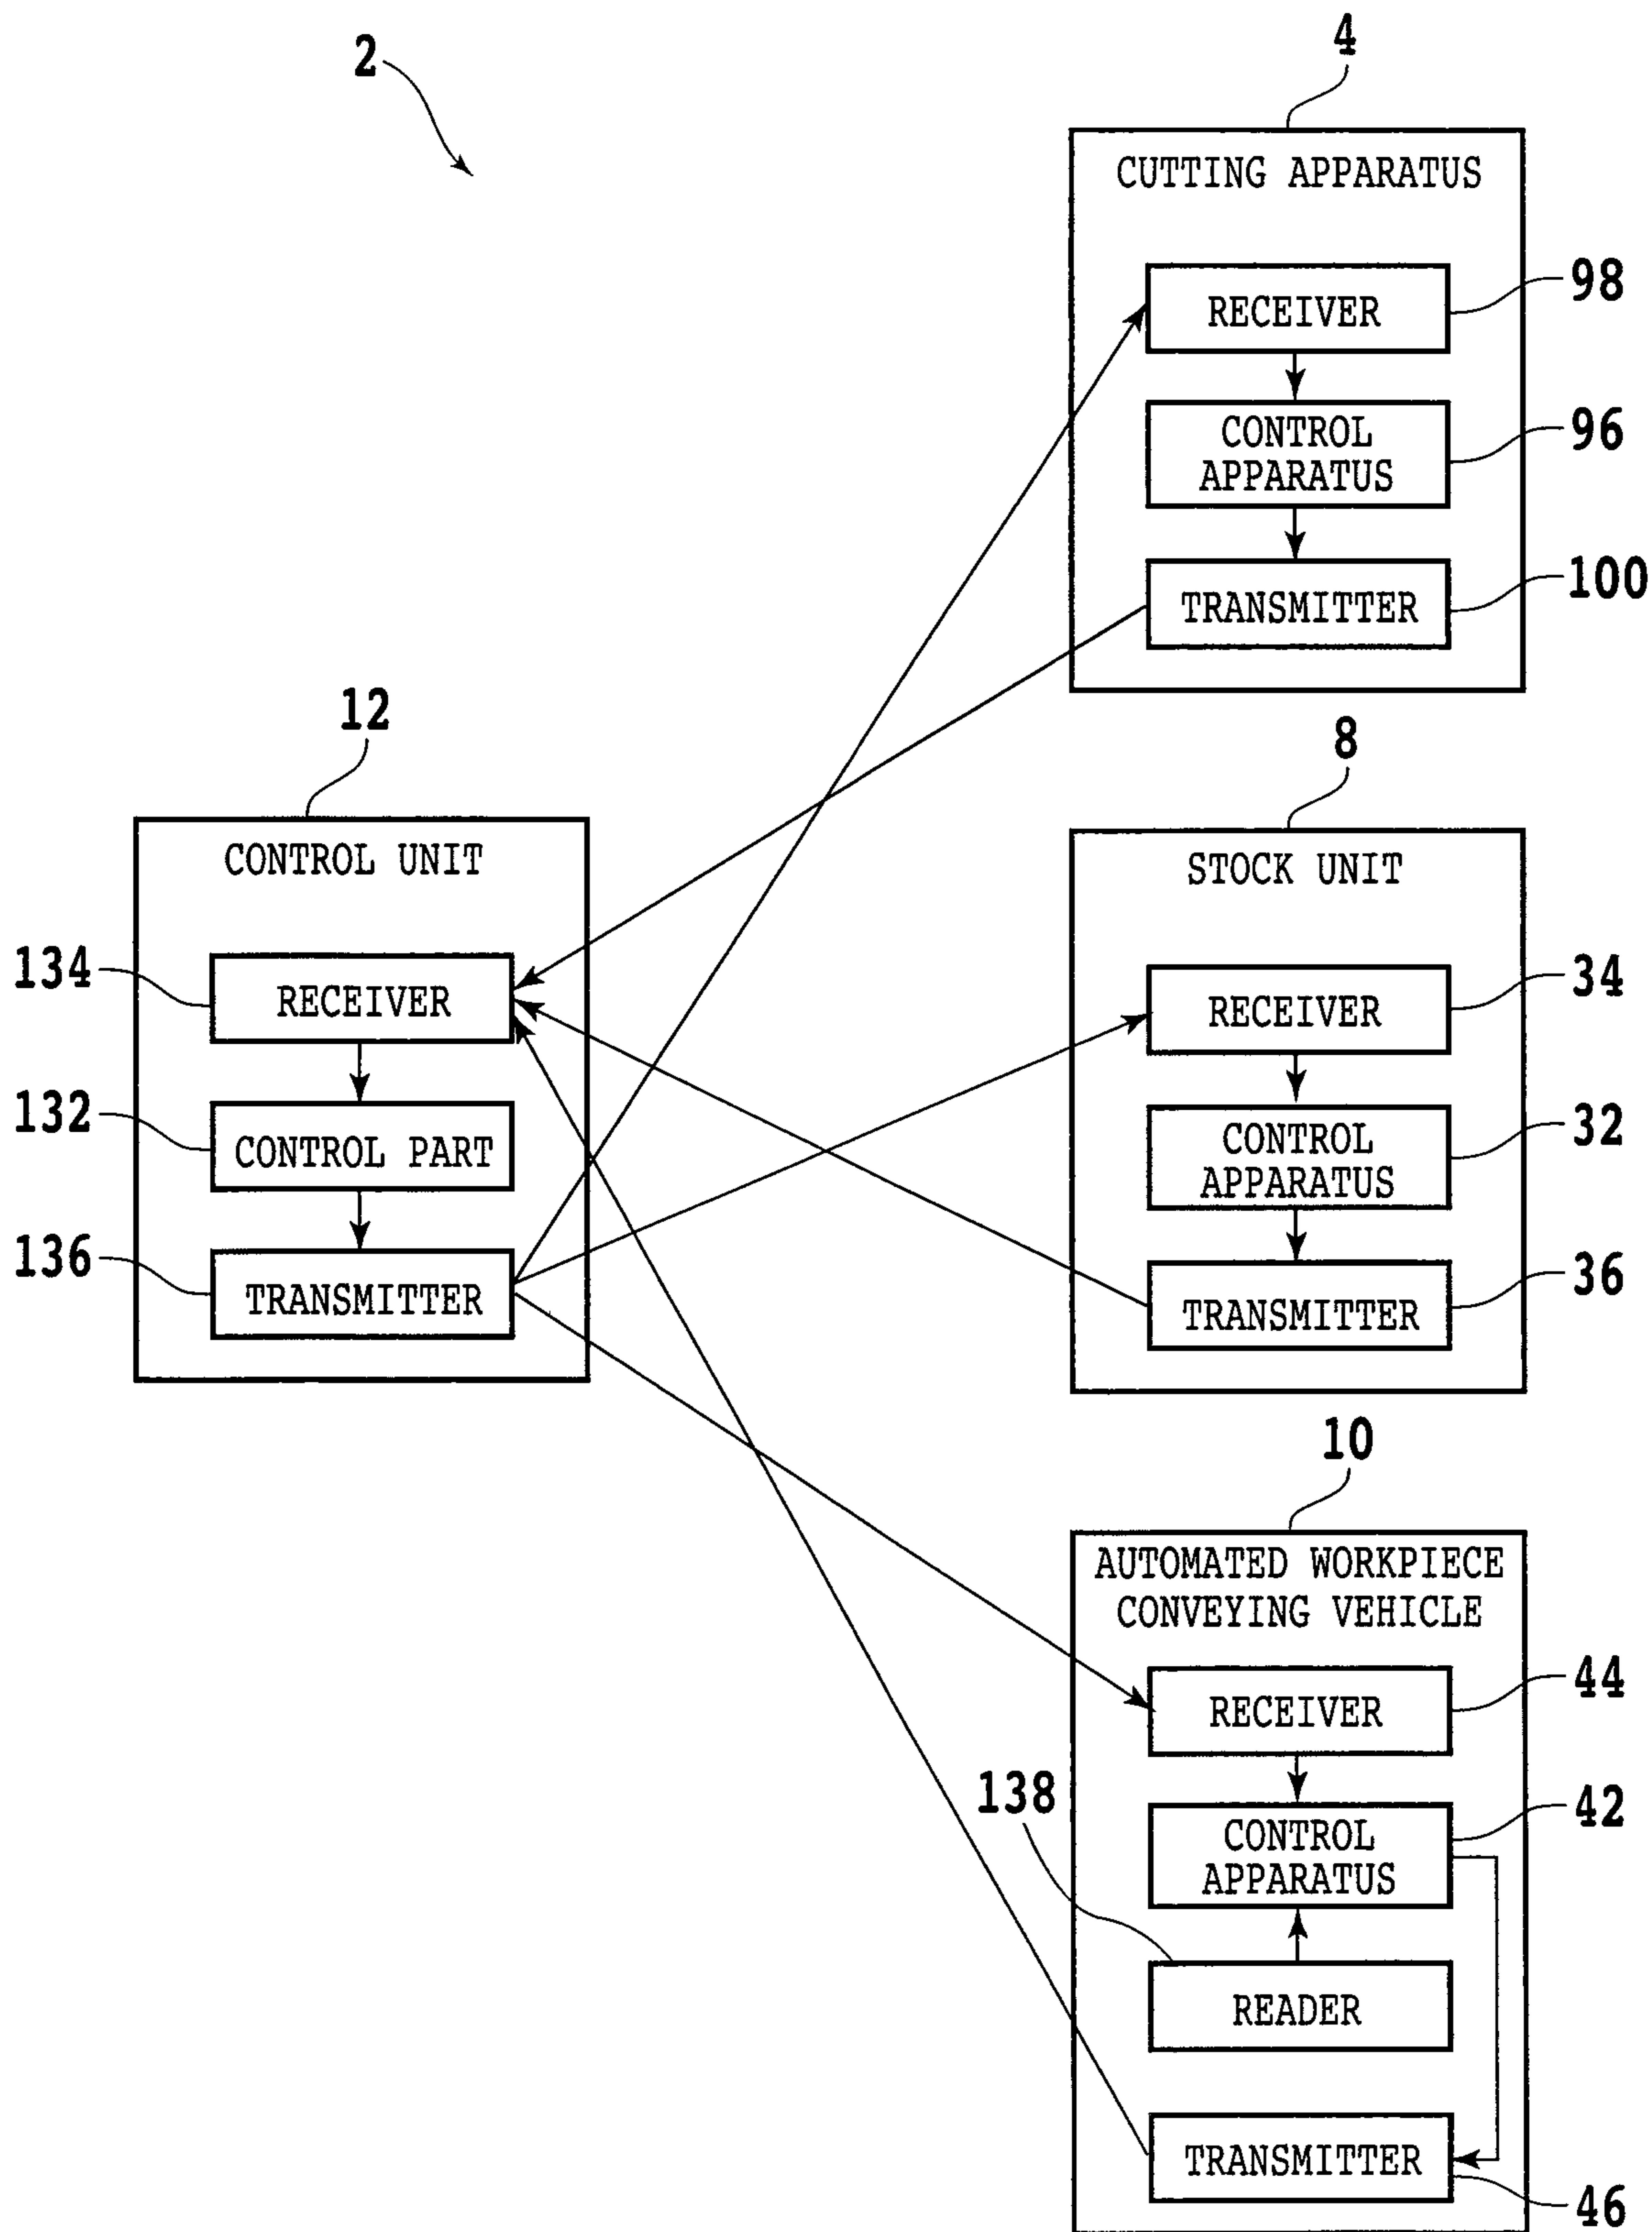 2
4
CUTTING APPARATUS
RECEIVER
98
CONTROL
APPARATUS
96
TRANSMITTER
100
12
CONTROL UNIT
134
RECEIVER
132
CONTROL PART
136
TRANSMITTER
8
STOCK UNIT
RECEIVER
34
CONTROL
APPARATUS
32
TRANSMITTER
36
10
AUTOMATED WORKPIECE
CONVEYING VEHICLE
RECEIVER
44
138
CONTROL
APPARATUS
42
READER
TRANSMITTER
46